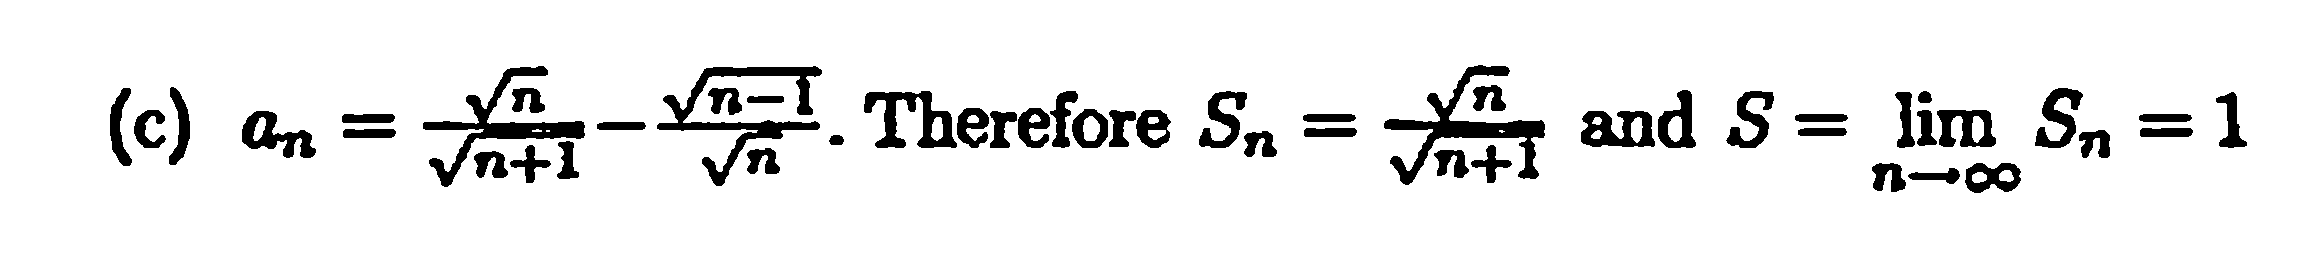 (c) $a_n = \frac{\sqrt{n}}{\sqrt{n+1}} - \frac{\sqrt{n-1}}{\sqrt{n}}$. Therefore $S_n = \frac{\sqrt{n}}{\sqrt{n+1}}$ and $S = \lim_{n \to \infty} S_n = 1$